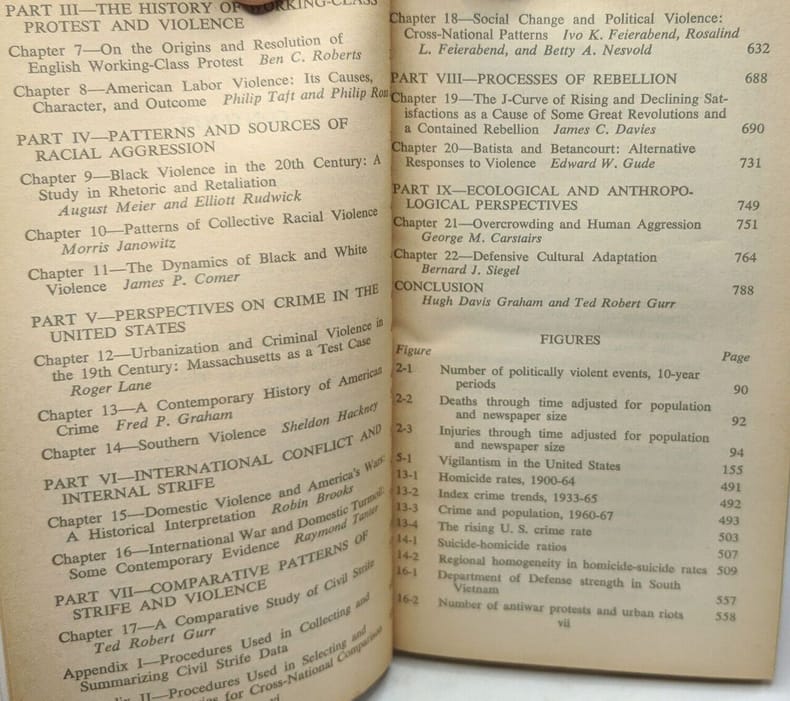 PART III—THE HISTORY OF WORKING-CLASS
PROTEST AND VIOLENCE
Chapter 7—On the Origins and Resolution of
English Working-Class Protest Ben C. Roberts
Chapter 8—American Labor Violence: Its Causes,
Character, and Outcome Philip Taft and Philip
PART IV—PATTERNS AND SOURCES OF
RACIAL AGGRESSION
Chapter 9—Black Violence in the 20th Century: A
Study in Rhetoric and Retaliation
August Meier and Elliott Rudwick
Chapter 10—Patterns of Collective Racial Violence
Morris Janowitz
Chapter 11—The Dynamics of Black and White
Violence James P. Comer
PART V—PERSPECTIVES ON CRIME IN THE
UNITED STATES
Chapter 12—Urbanization and Criminal Violence in
the 19th Century: Massachusetts as a Test Case
Roger Lane
Chapter 13—A Contemporary History of American
Crime Fred P. Graham
Chapter 14—Southern Violence Sheldon Hackney
PART VI—INTERNATIONAL CONFLICT AND
INTERNAL STRIFE
Chapter 15—Domestic Violence and America's Wars:
A Historical Interpretation Robin Brooks
Chapter 16—International War and Domestic Turmoil:
Some Contemporary Evidence Raymond Tanter
PART VII—COMPARATIVE PATTERNS OF
STRIFE AND VIOLENCE
Chapter 17—A Comparative Study of Civil Strife
Ted Robert Gurr
Appendix I—Procedures Used in Collecting and
Summarizing Civil Strife Data
II—Procedures Used in Selecting and
for Cross-National Comparison
vi
Chapter 18—Social Change and Political Violence:
Cross-National Patterns Ivo K. Feierabend, Rosalind
L. Feierabend, and Betty A. Nesvold 632
PART VIII—PROCESSES OF REBELLION 688
Chapter 19—The J-Curve of Rising and Declining Sat-
isfactions as a Cause of Some Great Revolutions and
a Contained Rebellion James C. Davies 690
Chapter 20—Batista and Betancourt: Alternative
Responses to Violence Edward W. Gude 731
PART IX—ECOLOGICAL AND ANTHROPO-
LOGICAL PERSPECTIVES 749
Chapter 21—Overcrowding and Human Aggression 751
George M. Carstairs
Chapter 22—Defensive Cultural Adaptation 764
Bernard J. Siegel
CONCLUSION 788
Hugh Davis Graham and Ted Robert Gurr
FIGURES
Figure Page
2-1 Number of politically violent events, 10-year
periods 90
2-2 Deaths through time adjusted for population
and newspaper size 92
2-3 Injuries through time adjusted for population
and newspaper size 94
5-1 Vigilantism in the United States 155
13-1 Homicide rates, 1900-64 491
13-2 Index crime trends, 1933-65 492
13-3 Crime and population, 1960-67 493
13-4 The rising U. S. crime rate 503
14-1 Suicide-homicide ratios 507
14-2 Regional homogeneity in homicide-suicide rates 509
16-1 Department of Defense strength in South
Vietnam 557
16-2 Number of antiwar protests and urban riots 558
vii